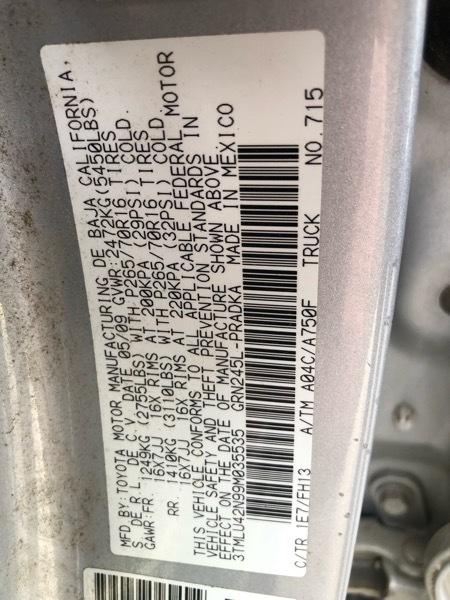 MFD.BY:TOYOTA MOTOR MANUFACTURING DE BAJA CALIFORNIA,
S DE R.L. DE C.V. DATE 05/09 GVWR:2472KG(5450LBS)
GAWR:FR. 1249KG (2755LBS) WITH P265/70R16 TIRES
16X7JJ 16X RIMS AT 200KPA (29PSI) COLD.
RR. 1410KG (3110LBS) WITH P265/70R16 TIRES
16X7JJ 16X RIMS AT 220KPA (32PSI) COLD.
THIS VEHICLE CONFORMS TO ALL APPLICABLE FEDERAL MOTOR
VEHICLE SAFETY AND THEFT PREVENTION STANDARDS IN
EFFECT ON THE DATE OF MANUFACTURE SHOWN ABOVE.
3TMLU42N99M035535 GRN245L-PRADKA MADE IN MEXICO
C/TR 1E7/FH13 A/TM A04C/A750F TRUCK NO. 715